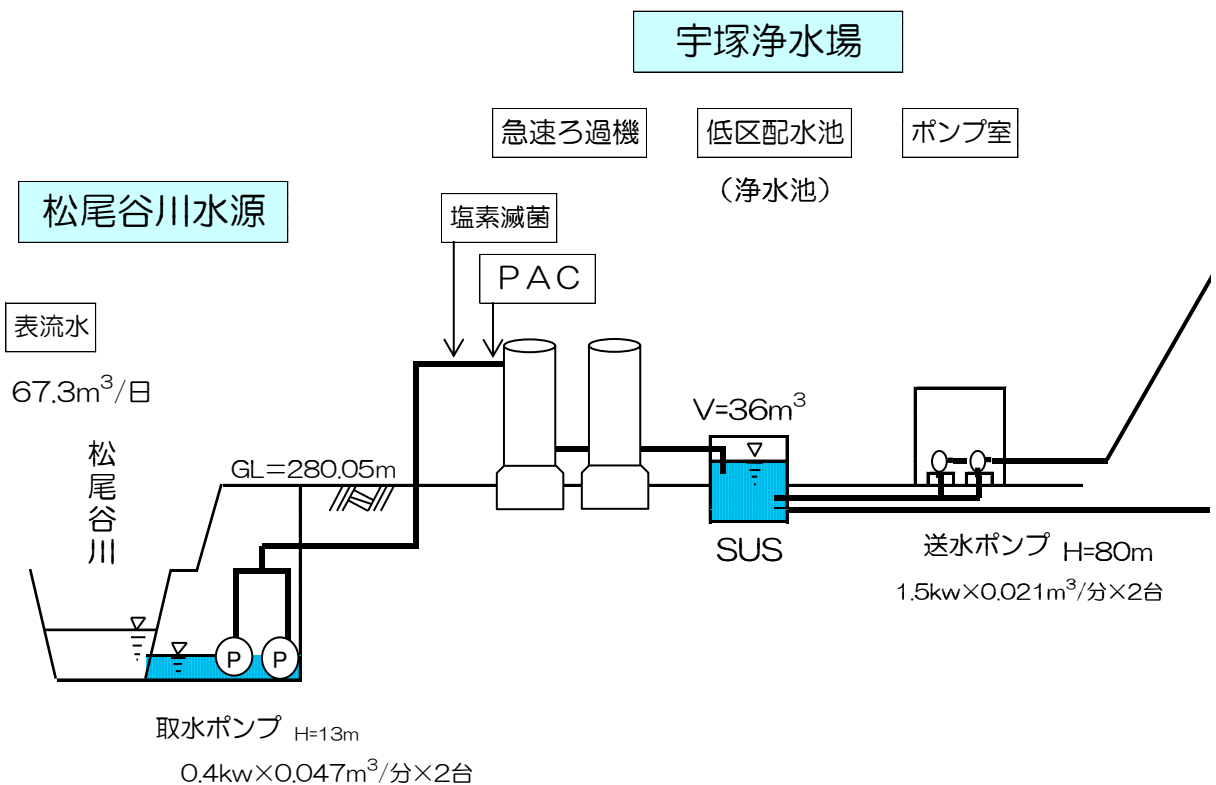 宇塚浄水場
急速ろ過機
低区配水池
ポンプ室
（浄水池）
松尾谷川水源
塩素滅菌
ＰＡＣ
表流水
67.3m³/日
V=36m³
松尾谷川
GL=280.05m
SUS
送水ポンプ H=80m
1.5kw×0.021m³/分×2台
P
P
取水ポンプ H=13m
0.4kw×0.047m³/分×2台